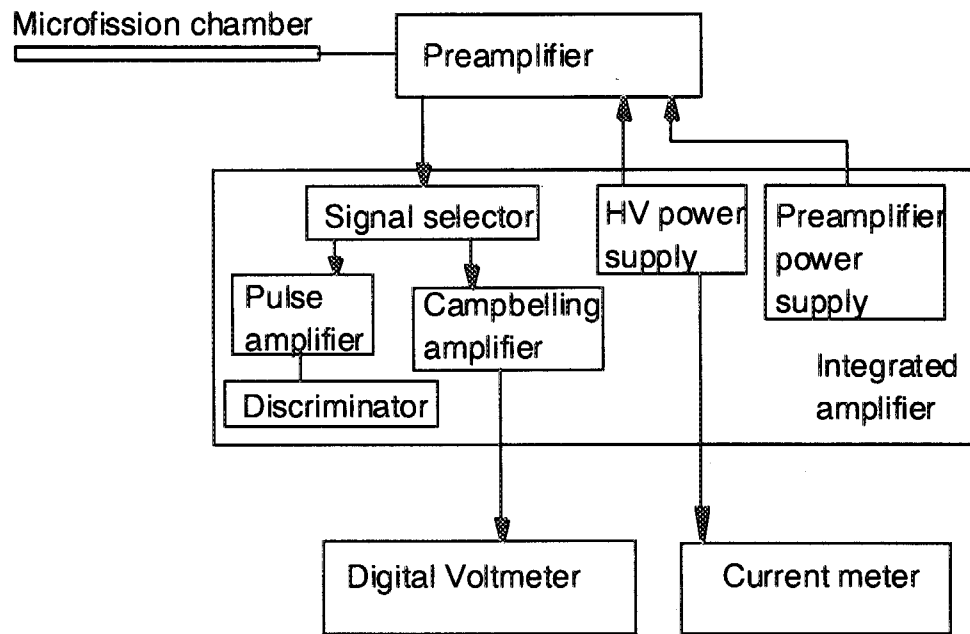 Microfission chamber
Preamplifier
Signal selector
HV power
supply
Preamplifier
power
supply
Pulse
amplifier
Campbelling
amplifier
Discriminator
Integrated
amplifier
Digital Voltmeter
Current meter